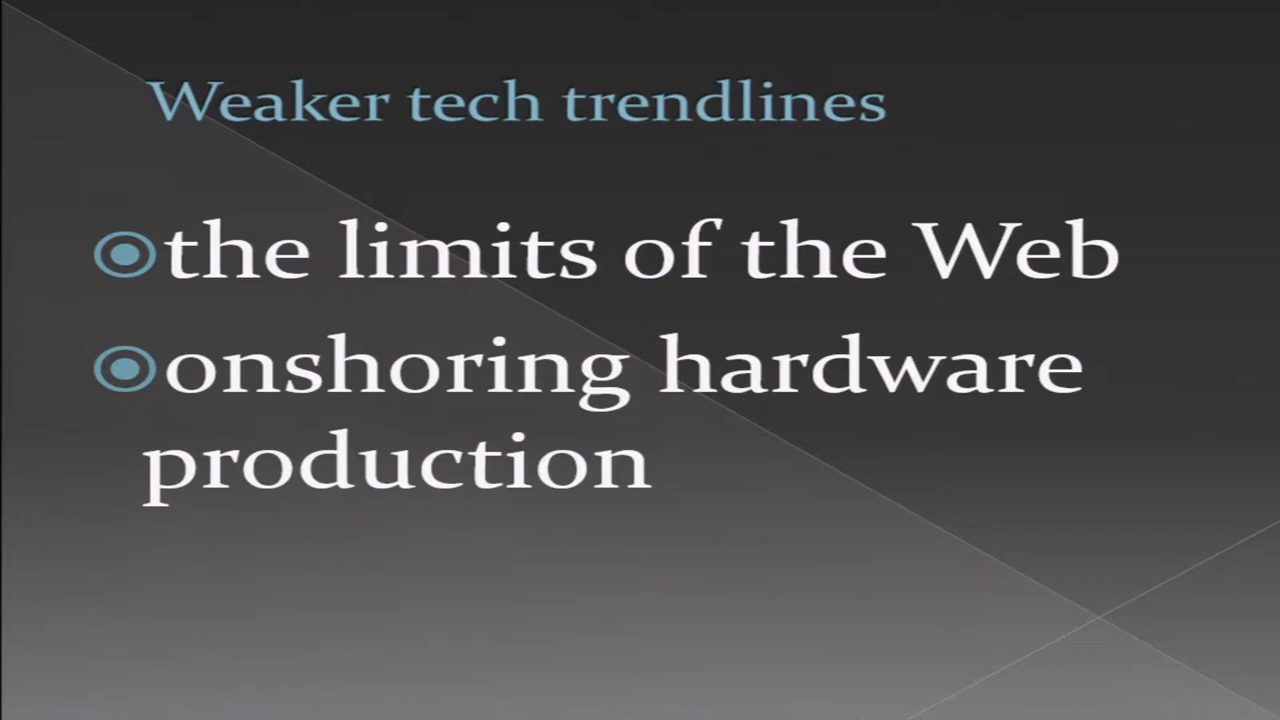 Weaker tech trendlines
the limits of the Web
onshoring hardware
production